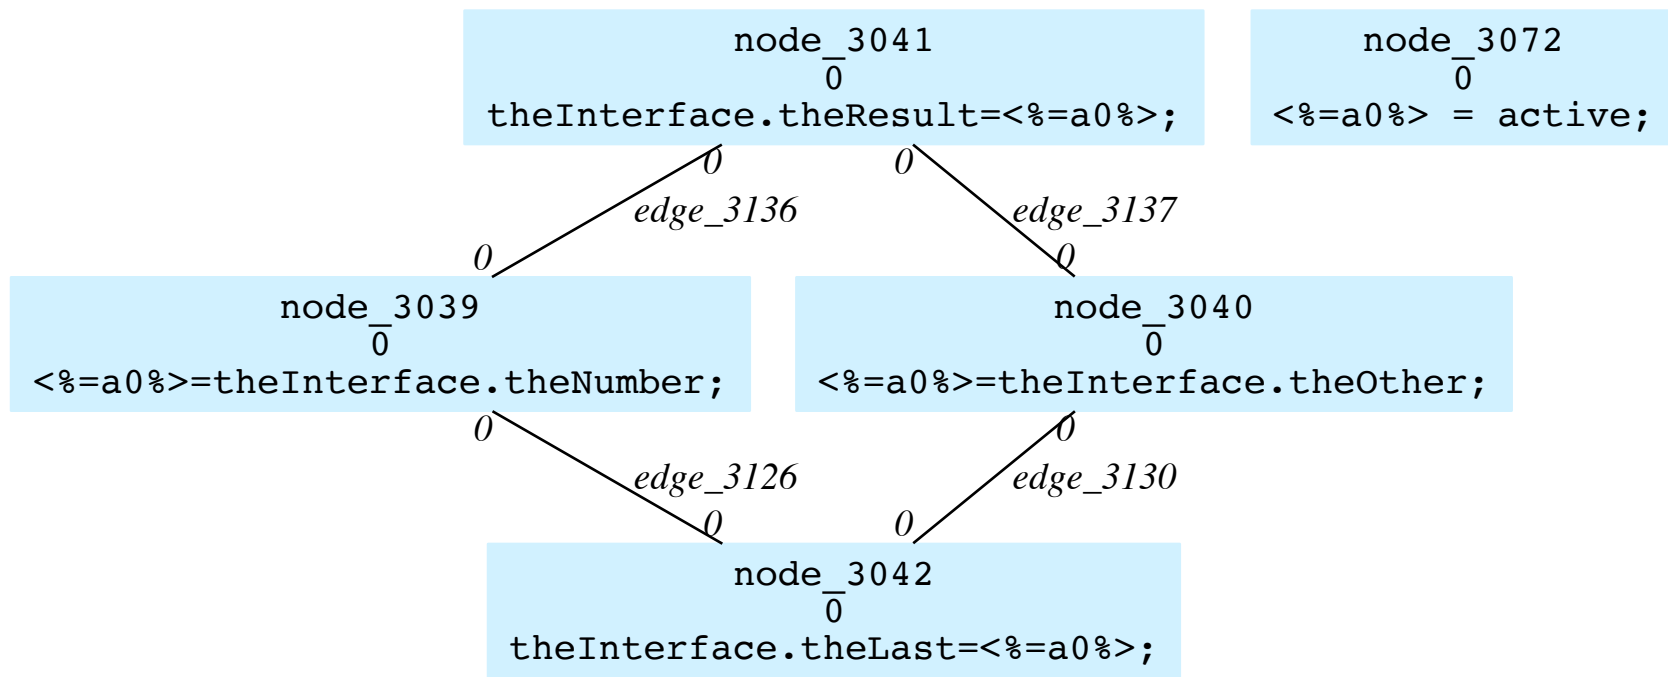 node_3041
0
theInterface.theResult=<%=a0%>;
node_3072
0
<%=a0%> = active;
0
0
edge_3136
edge_3137
0
0
node_3039
0
<%=a0%>=theInterface.theNumber;
node_3040
0
<%=a0%>=theInterface.theOther;
0
0
edge_3126
edge_3130
0
0
node_3042
0
theInterface.theLast=<%=a0%>;